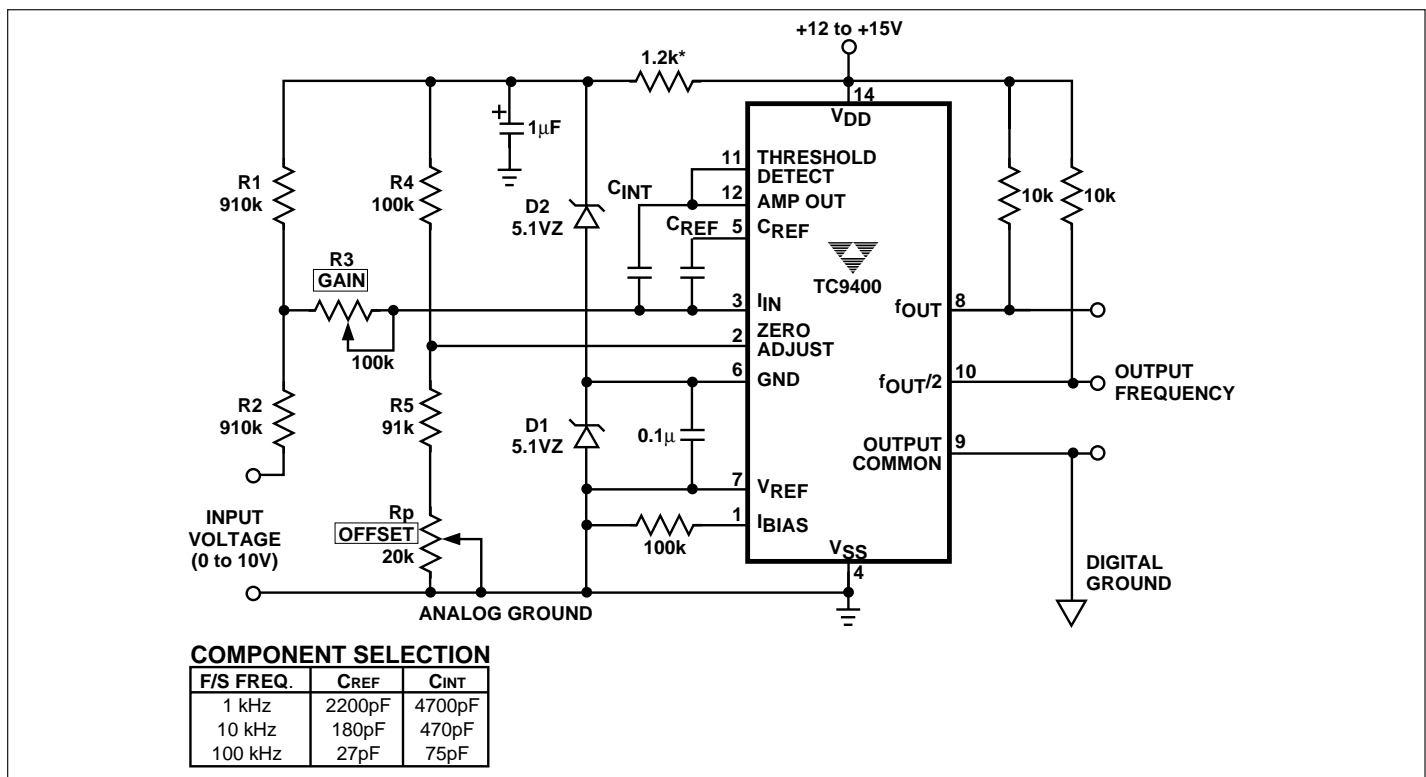 +12 to +15V
1.2k*
14
VDD
+
1µF
11 THRESHOLD DETECT
12 AMP OUT
5 CREF
CINT
CREF
R1
910k
R4
100k
D2
5.1VZ
10k
10k
TC9400
R3
GAIN
100k
3 IIN
2 ZERO ADJUST
6 GND
fOUT 8
fOUT/2 10
OUTPUT FREQUENCY
R2
910k
R5
91k
D1
5.1VZ
0.1µ
OUTPUT COMMON 9
7 VREF
1 IBIAS
100k
INPUT
VOLTAGE
(0 to 10V)
Rp
OFFSET
20k
VSS
4
DIGITAL
GROUND
ANALOG GROUND
COMPONENT SELECTION
F/S FREQ. CREF CINT
1 kHz 2200pF 4700pF
10 kHz 180pF 470pF
100 kHz 27pF 75pF